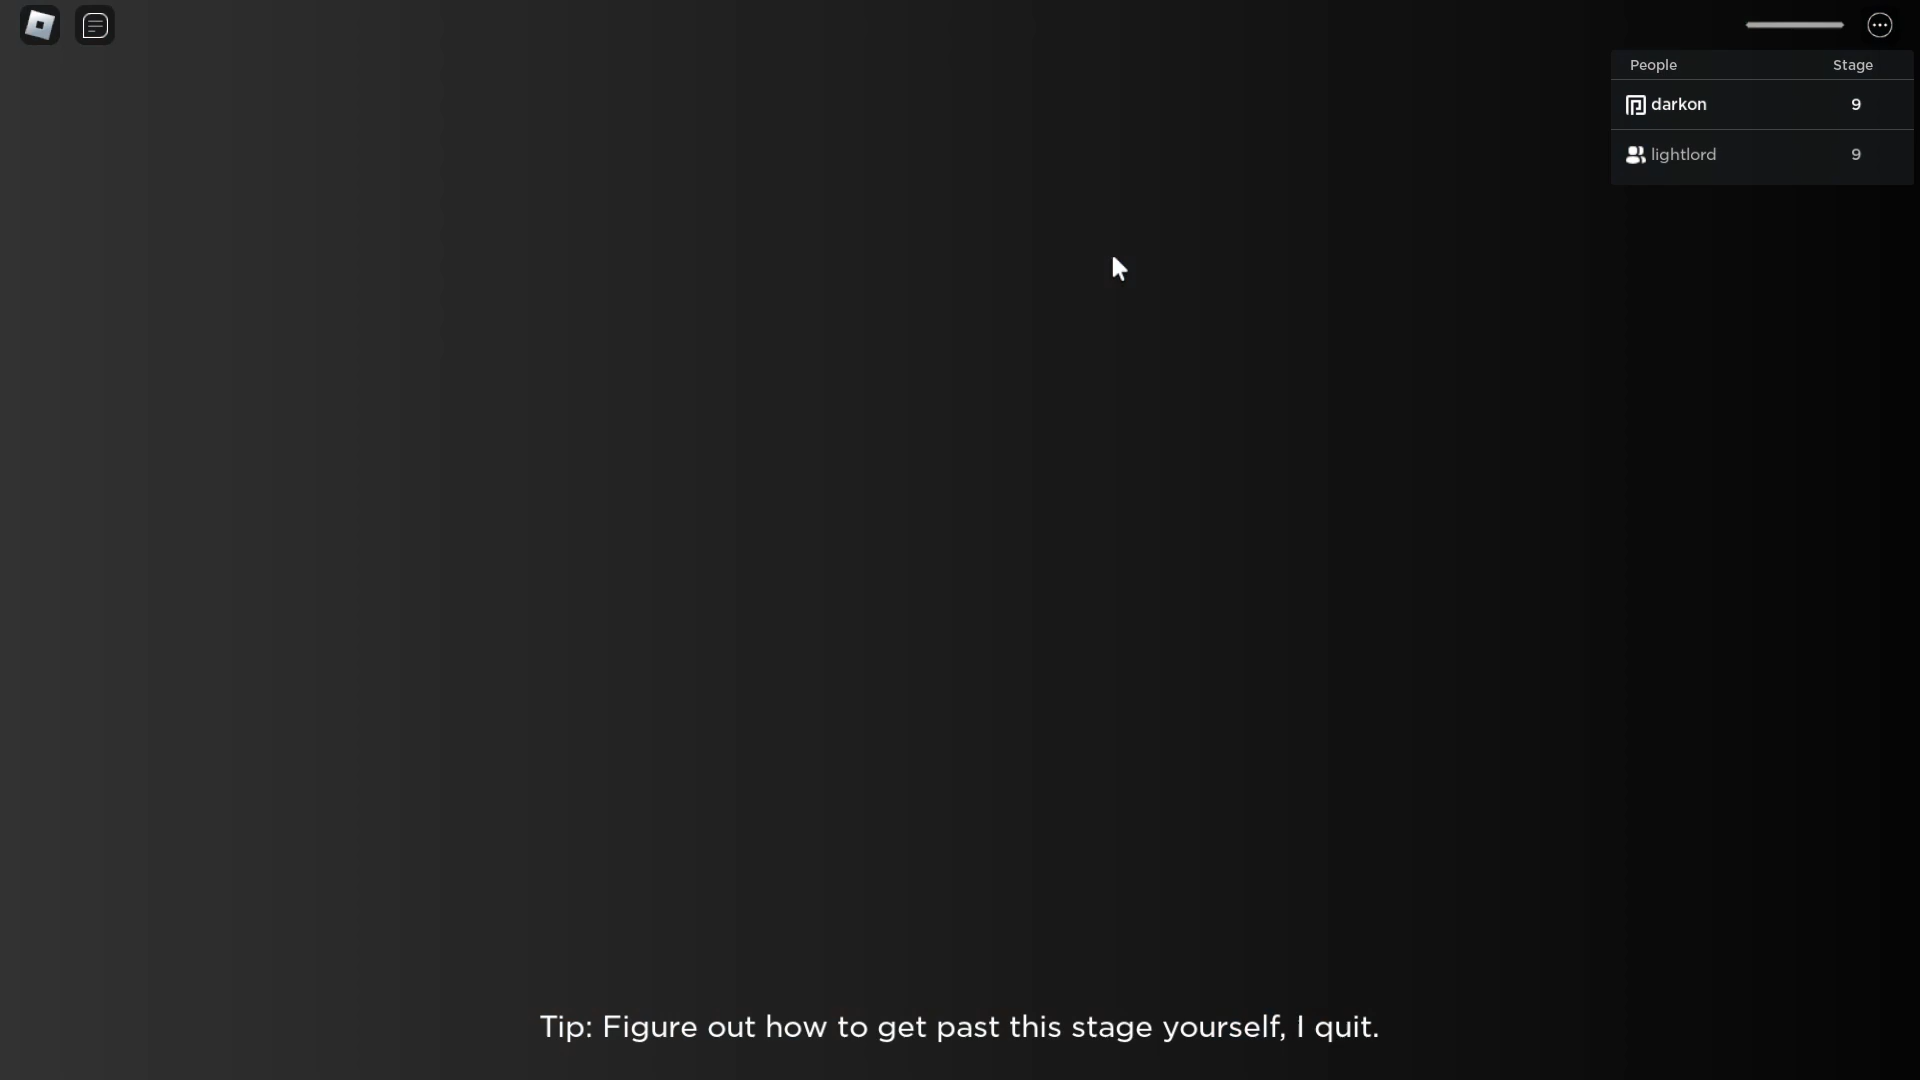 People Stage
darkon 9
lightlord 9
Tip: Figure out how to get past this stage yourself, I quit.